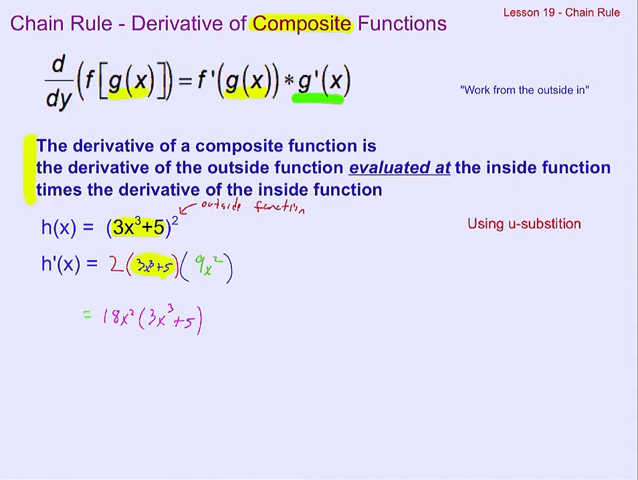 Lesson 19 - Chain Rule
Chain Rule - Derivative of Composite Functions
d/dy (f[g(x)]) = f'(g(x)) * g'(x)
"Work from the outside in"
The derivative of a composite function is
the derivative of the outside function evaluated at the inside function
times the derivative of the inside function
outside function
h(x) = (3x³+5)²
Using u-substition
h'(x) = 2(3x³+5)(9x²)
= 18x²(3x³+5)